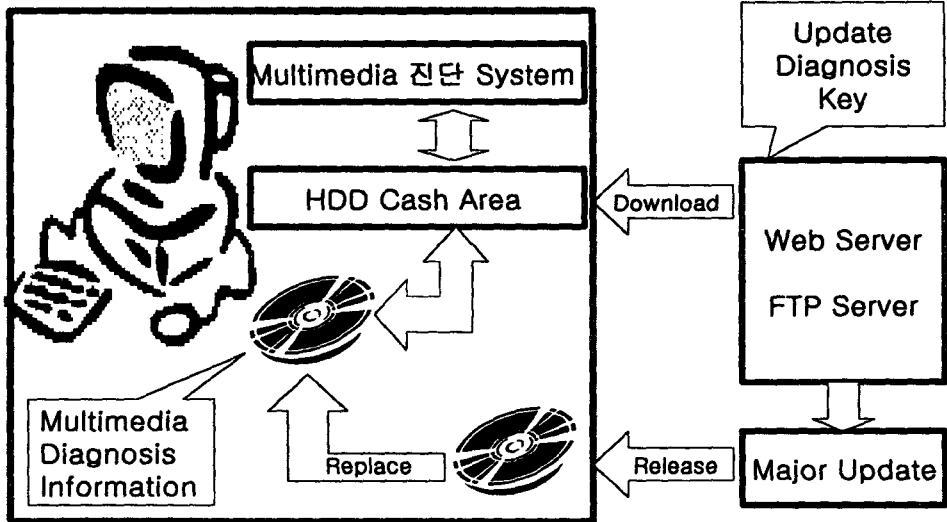 Multimedia 진단 System
HDD Cash Area
Multimedia
Diagnosis
Information
Replace
Download
Release
Update
Diagnosis
Key
Web Server
FTP Server
Major Update